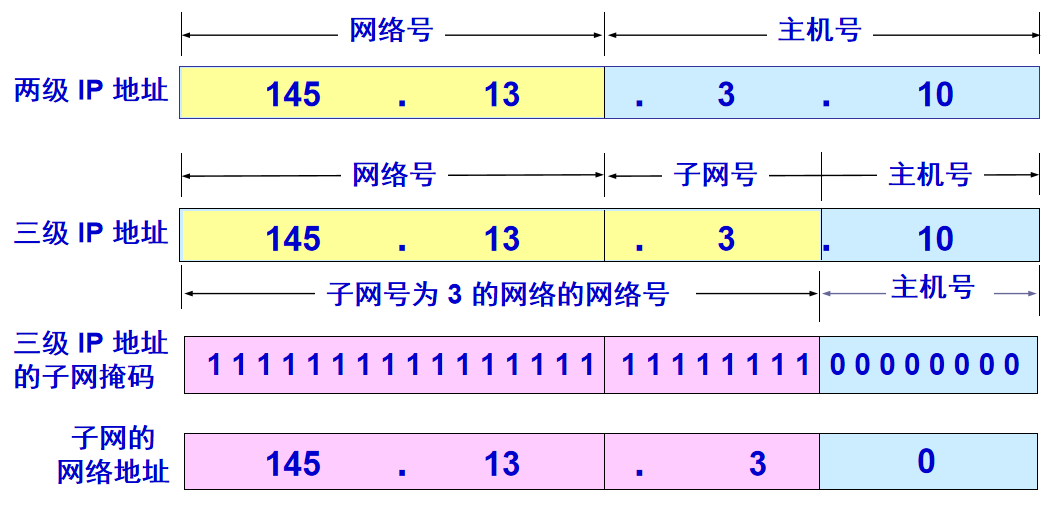 网络号 主机号
两级 IP 地址 145 . 13 . 3 . 10
网络号 子网号 主机号
三级 IP 地址 145 . 13 . 3 . 10
子网号为 3 的网络的网络号 主机号
三级 IP 地址
的子网掩码
1 1 1 1 1 1 1 1 1 1 1 1 1 1 1 1 1 1 1 1 1 1 1 1 0 0 0 0 0 0 0 0
子网的
网络地址
145 . 13 . 3 0